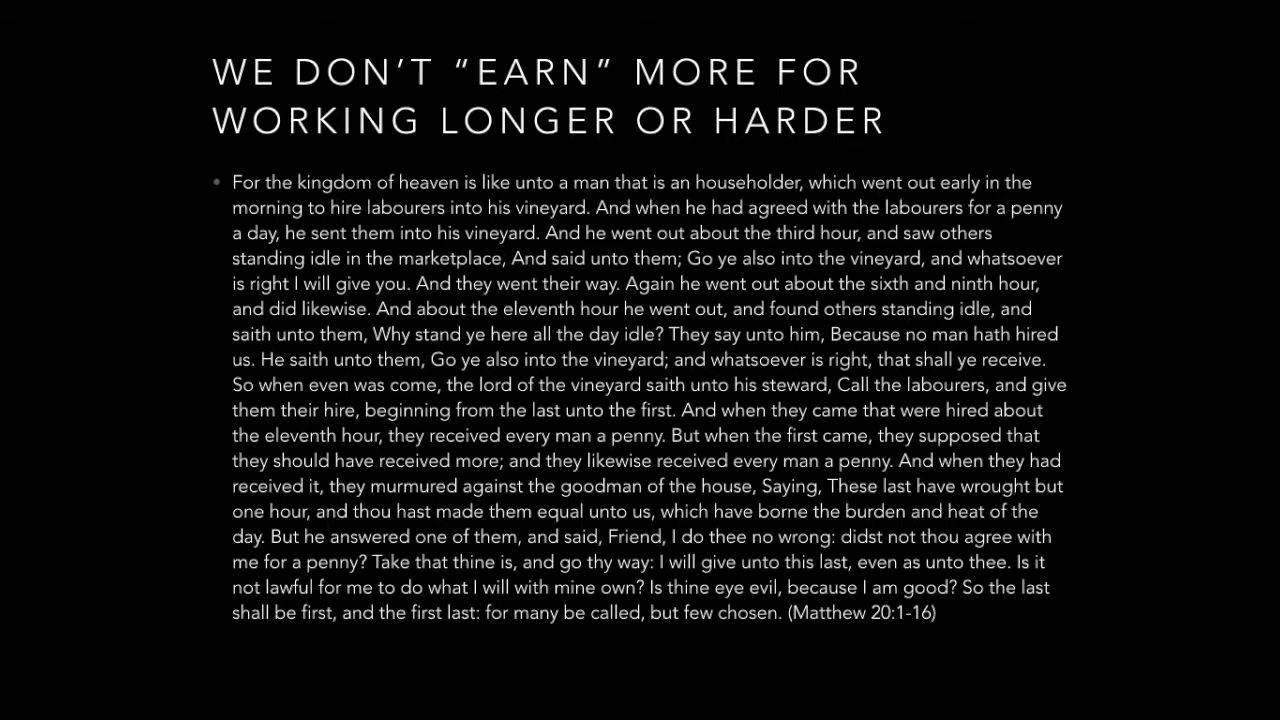 WE DON’T “EARN” MORE FOR
WORKING LONGER OR HARDER
• For the kingdom of heaven is like unto a man that is an householder, which went out early in the
morning to hire labourers into his vineyard. And when he had agreed with the labourers for a penny
a day, he sent them into his vineyard. And he went out about the third hour, and saw others
standing idle in the marketplace, And said unto them; Go ye also into the vineyard, and whatsoever
is right I will give you. And they went their way. Again he went out about the sixth and ninth hour,
and did likewise. And about the eleventh hour he went out, and found others standing idle, and
saith unto them, Why stand ye here all the day idle? They say unto him, Because no man hath hired
us. He saith unto them, Go ye also into the vineyard; and whatsoever is right, that shall ye receive.
So when even was come, the lord of the vineyard saith unto his steward, Call the labourers, and give
them their hire, beginning from the last unto the first. And when they came that were hired about
the eleventh hour, they received every man a penny. But when the first came, they supposed that
they should have received more; and they likewise received every man a penny. And when they had
received it, they murmured against the goodman of the house, Saying, These last have wrought but
one hour, and thou hast made them equal unto us, which have borne the burden and heat of the
day. But he answered one of them, and said, Friend, I do thee no wrong: didst not thou agree with
me for a penny? Take that thine is, and go thy way: I will give unto this last, even as unto thee. Is it
not lawful for me to do what I will with mine own? Is thine eye evil, because I am good? So the last
shall be first, and the first last: for many be called, but few chosen. (Matthew 20:1-16)